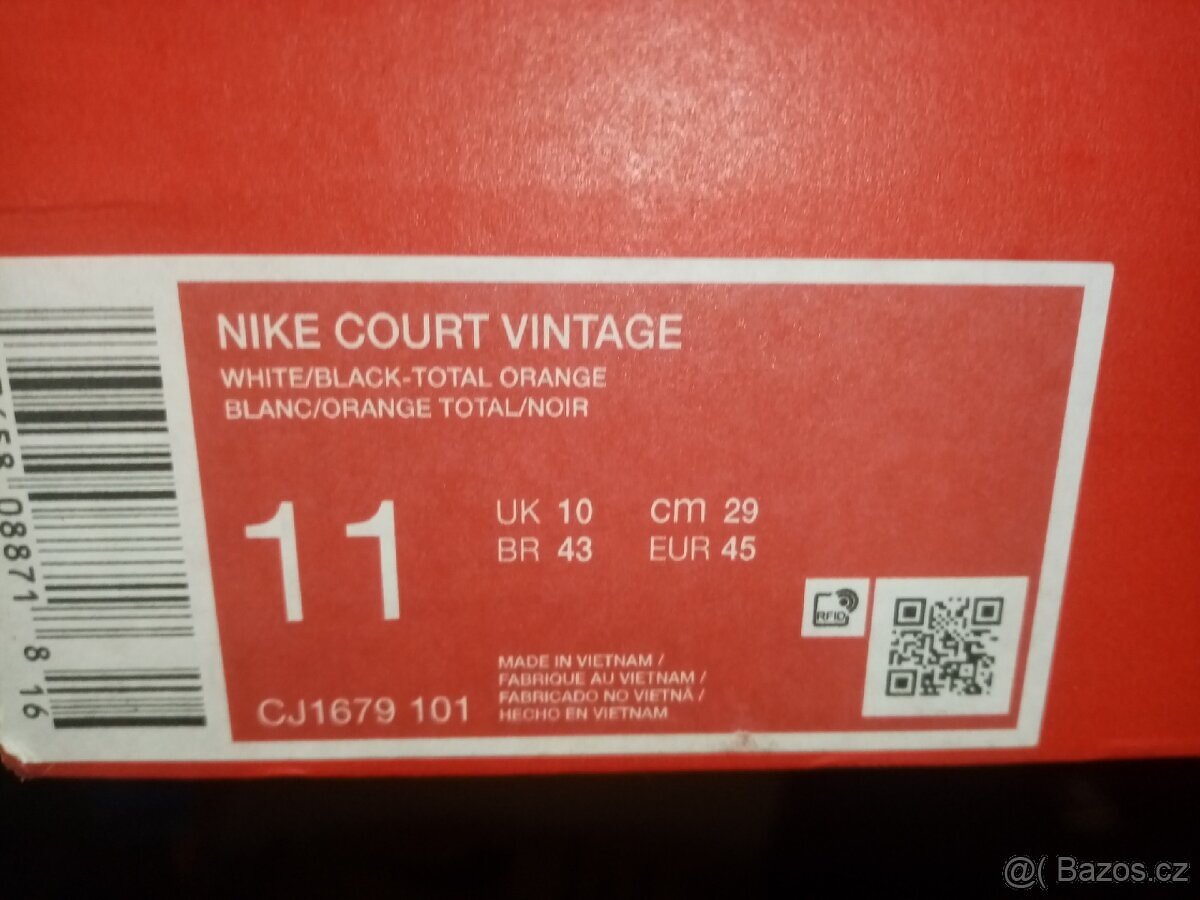 NIKE COURT VINTAGE
WHITE/BLACK-TOTAL ORANGE
BLANC/ORANGE TOTAL/NOIR
11
UK 10 cm 29
BR 43 EUR 45
RFID
MADE IN VIETNAM /
FABRIQUE AU VIETNAM /
FABRICADO NO VIETNÃ /
HECHO EN VIETNAM
CJ1679 101
08871 8 16
@( Bazos.cz